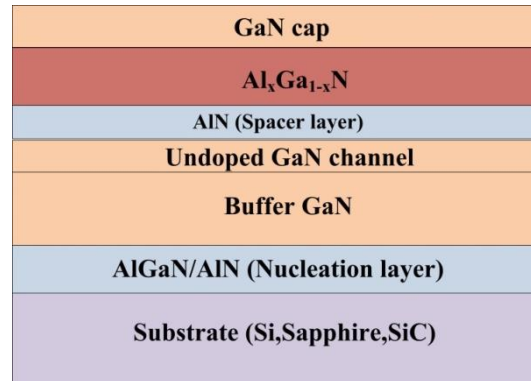 GaN cap
AlₓGa₁₋ₓN
AlN (Spacer layer)
Undoped GaN channel
Buffer GaN
AlGaN/AlN (Nucleation layer)
Substrate (Si,Sapphire,SiC)